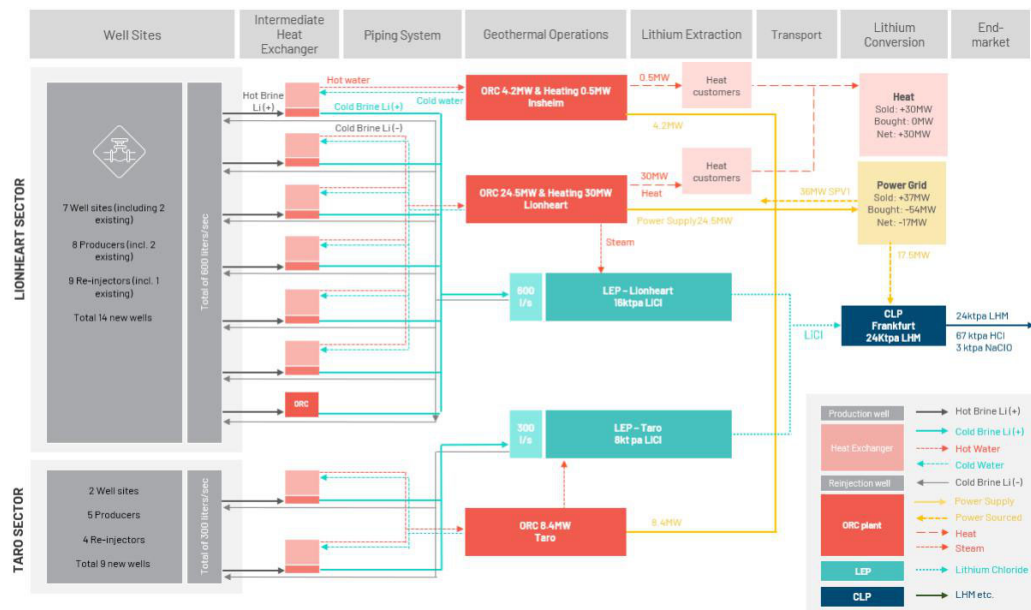 Well Sites
Intermediate
Heat
Exchanger
Piping System
Geothermal Operations
Lithium Extraction
Transport
Lithium
Conversion
End-
market
LIONHEART SECTOR
7 Well sites (including 2
existing)
8 Producers (incl. 2
existing)
9 Re-injectors (incl. 1
existing)
Total 14 new wells
Total of 600 liters/sec
Hot Brine
Li (+)
Hot water
Cold water
Cold Brine Li (+)
Cold Brine Li (-)
ORC
ORC 4.2MW & Heating 0.5MW
Insheim
0.5MW
4.2MW
Heat
customers
ORC 24.5MW & Heating 30MW
Lionheart
30MW
Heat
Heat
customers
Power Supply 24.5MW
Steam
36MW SPV1
Heat
Sold: +30MW
Bought: 0MW
Net: +30MW
Power Grid
Sold: +37MW
Bought: -54MW
Net: -17MW
17.5MW
600
l/s
LEP – Lionheart
16ktpa LiCl
LiCl
CLP
Frankfurt
24Ktpa LHM
24ktpa LHM
67 ktpa HCl
3 ktpa NaClO
300
l/s
LEP – Taro
8kt pa LiCl
TARO SECTOR
2 Well sites
5 Producers
4 Re-injectors
Total 9 new wells
Total of 300 liters/sec
ORC 8.4MW
Taro
8.4MW
Production well
Heat Exchanger
Reinjection well
ORC plant
LEP
CLP
Hot Brine Li (+)
Cold Brine Li (+)
Hot Water
Cold Water
Cold Brine Li (-)
Power Supply
Power Sourced
Heat
Steam
Lithium Chloride
LHM etc.